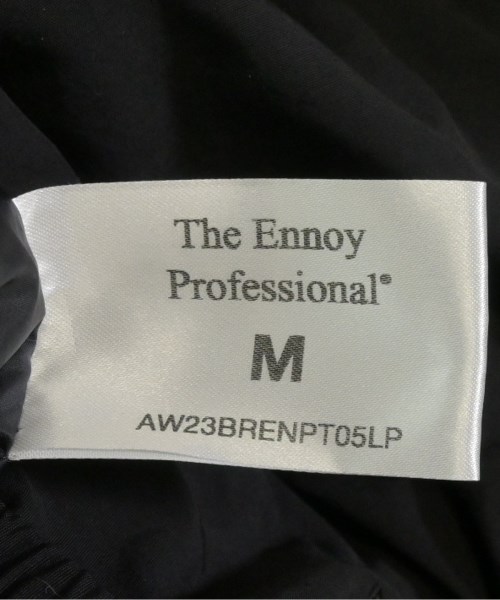 The Ennoy
Professional®
M
AW23BRENPT05LP